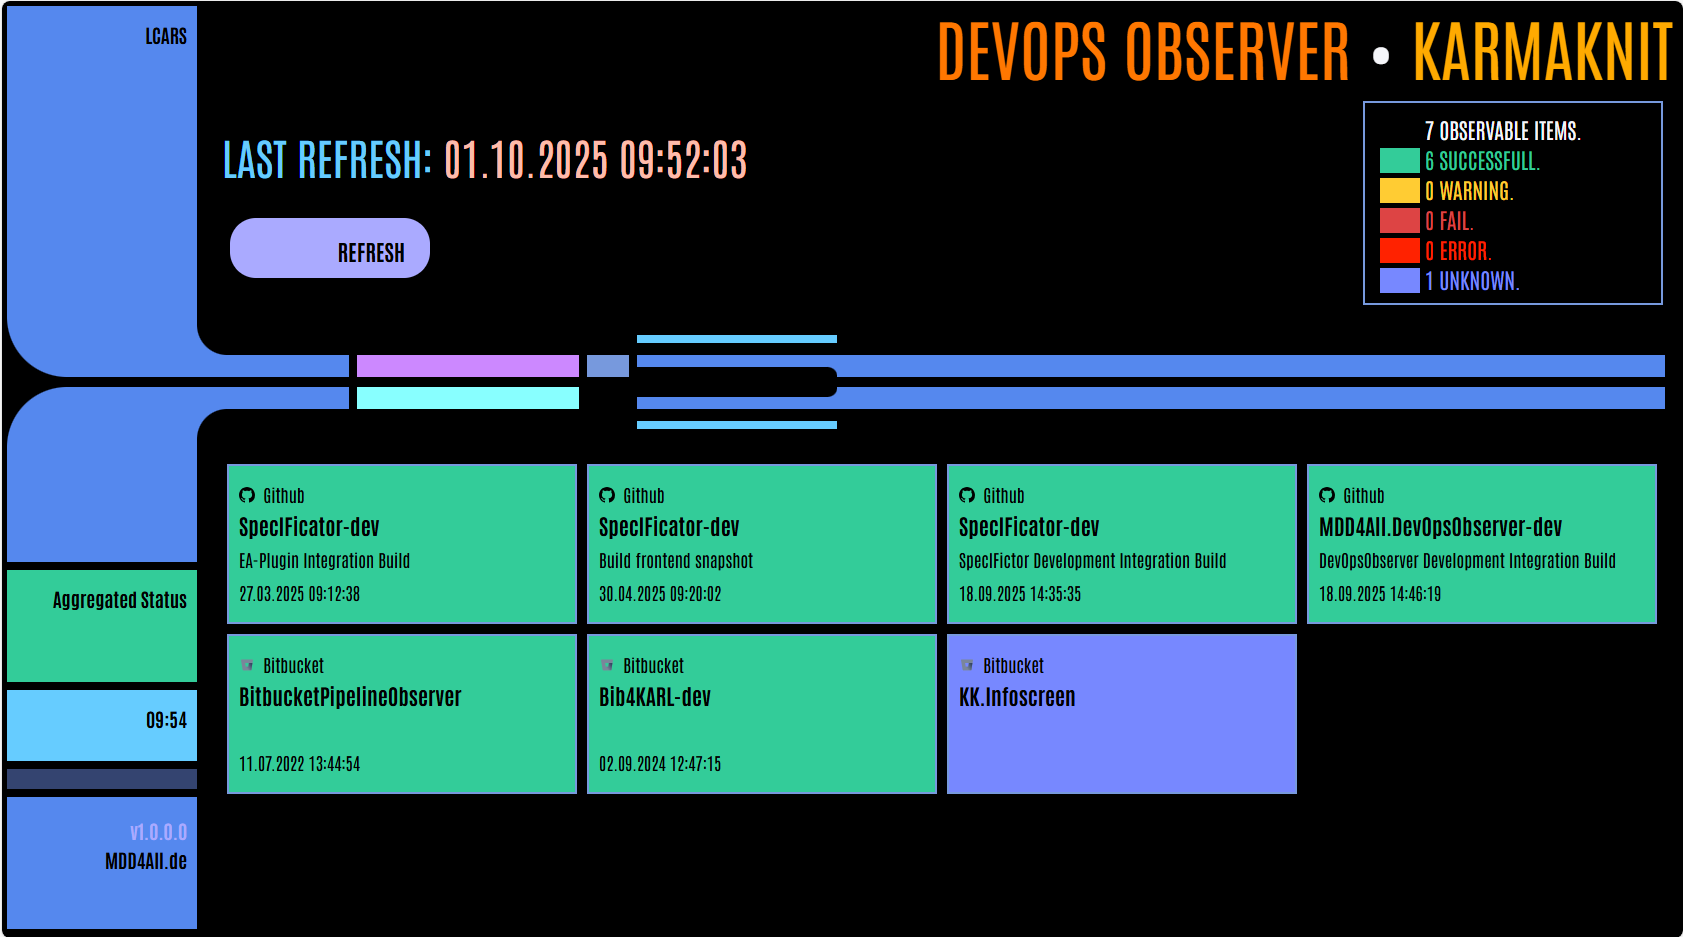 LCARS
DEVOPS OBSERVER • KARMAKNIT
LAST REFRESH: 01.10.2025 09:52:03
REFRESH
7 OBSERVABLE ITEMS.
6 SUCCESSFULL.
0 WARNING.
0 FAIL.
0 ERROR.
1 UNKNOWN.
Github
SpecIFicator-dev
EA-Plugin Integration Build
27.03.2025 09:12:38
Github
SpecIFicator-dev
Build frontend snapshot
30.04.2025 09:20:02
Github
SpecIFicator-dev
SpecIFictor Development Integration Build
18.09.2025 14:35:35
Github
MDD4All.DevOpsObserver-dev
DevOpsObserver Development Integration Build
18.09.2025 14:46:19
Bitbucket
BitbucketPipelineObserver
11.07.2022 13:44:54
Bitbucket
Bib4KARL-dev
02.09.2024 12:47:15
Bitbucket
KK.Infoscreen
Aggregated Status
09:54
v1.0.0.0
MDD4All.de